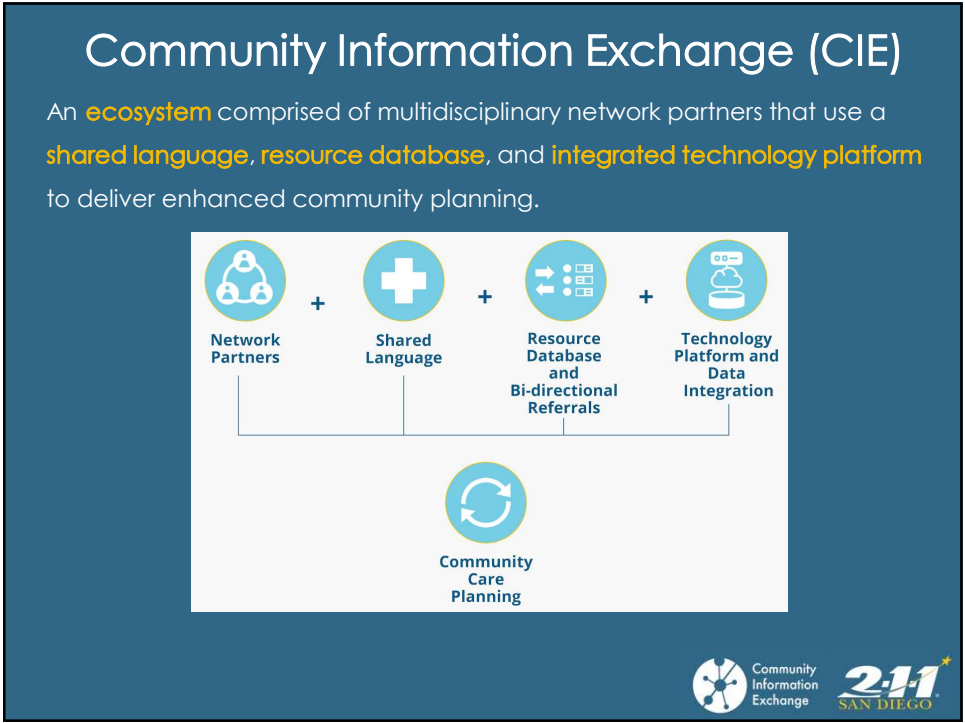 Community Information Exchange (CIE)
An ecosystem comprised of multidisciplinary network partners that use a
shared language, resource database, and integrated technology platform
to deliver enhanced community planning.
+
+
+
Network
Partners
Shared
Language
Resource
Database
and
Bi-directional
Referrals
Technology
Platform and
Data
Integration
Community
Care
Planning
Community
Information
Exchange
2-1-1
SAN DIEGO